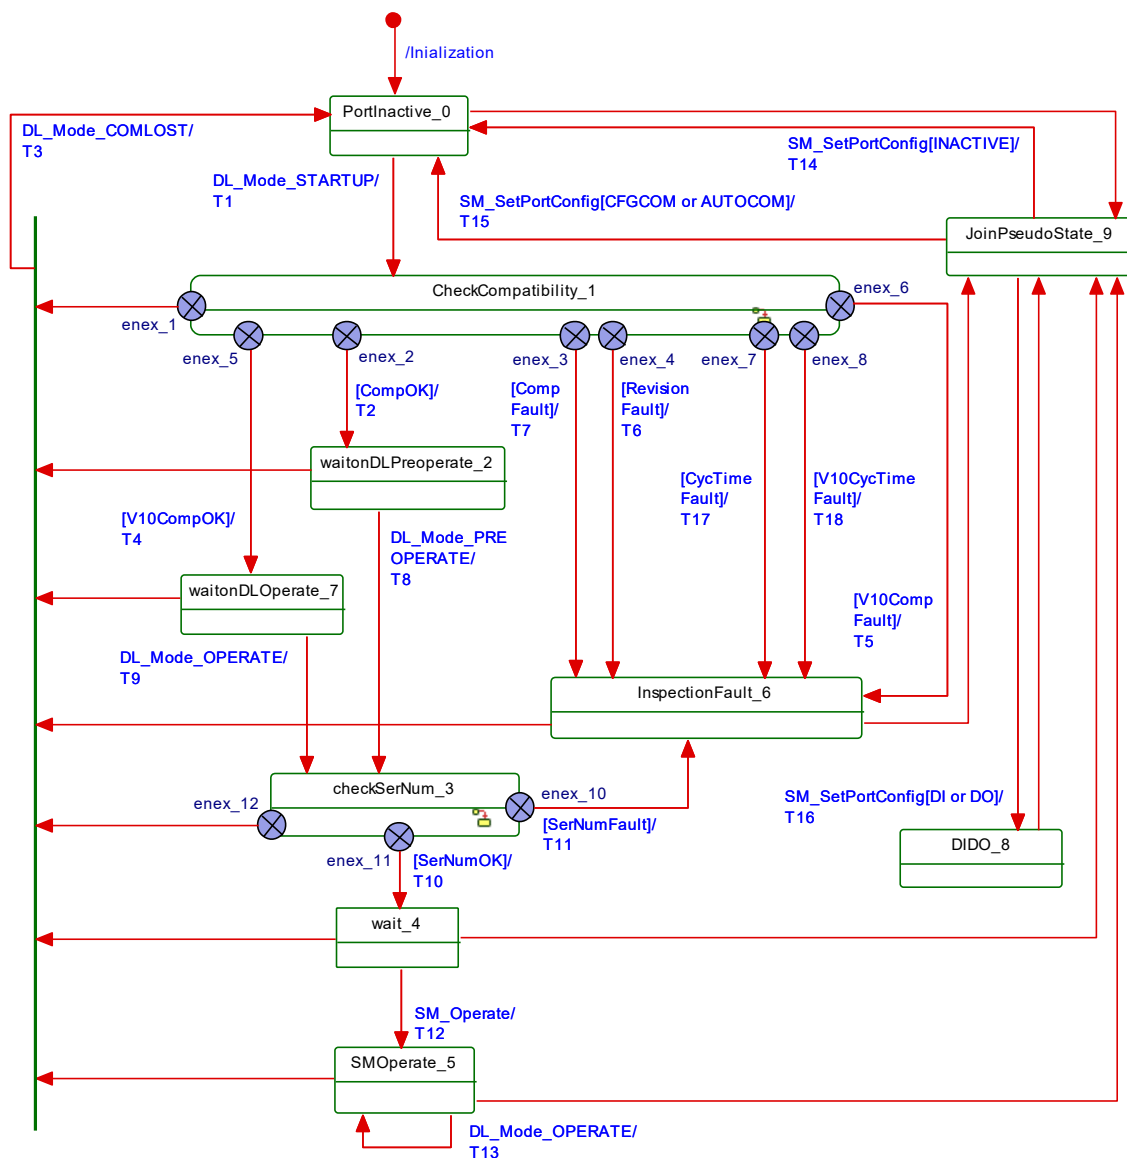 /Inialization
PortInactive_0
DL_Mode_COMLOST/
T3
SM_SetPortConfig[INACTIVE]/
T14
DL_Mode_STARTUP/
T1
SM_SetPortConfig[CFGCOM or AUTOCOM]/
T15
JoinPseudoState_9
CheckCompatibility_1
enex_6
enex_1
enex_5
enex_2
enex_3
enex_4
enex_7
enex_8
[CompOK]/
T2
[Comp
Fault]/
T7
[Revision
Fault]/
T6
waitonDLPreoperate_2
[CycTime
Fault]/
T17
[V10CycTime
Fault]/
T18
[V10CompOK]/
T4
DL_Mode_PRE
OPERATE/
T8
waitonDLOperate_7
[V10Comp
Fault]/
T5
DL_Mode_OPERATE/
T9
InspectionFault_6
checkSerNum_3
enex_12
enex_10
SM_SetPortConfig[DI or DO]/
T16
[SerNumFault]/
T11
enex_11
[SerNumOK]/
T10
DIDO_8
wait_4
SM_Operate/
T12
SMOperate_5
DL_Mode_OPERATE/
T13